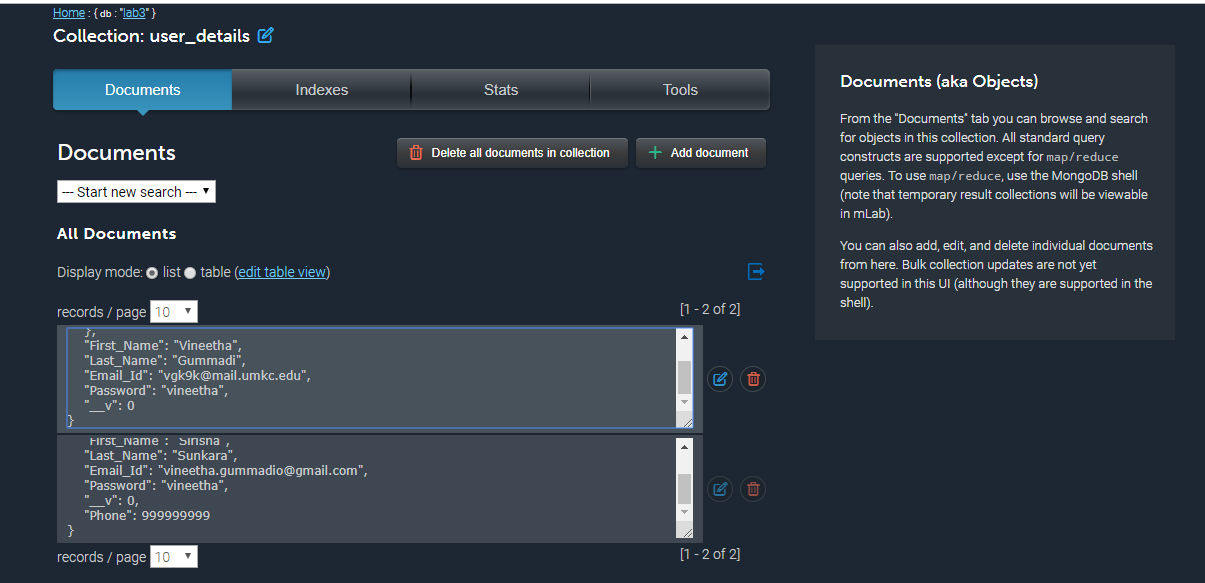 Home : { db : "lab3" }
Collection: user_details
Documents
Indexes
Stats
Tools
Documents
Delete all documents in collection
Add document
--- Start new search ---
All Documents
Display mode: list table (edit table view)
records / page 10
[1 - 2 of 2]
},
"First_Name": "Vineetha",
"Last_Name": "Gummadi",
"Email_Id": "vgk9k@mail.umkc.edu",
"Password": "vineetha",
"__v": 0
}
"First_Name": "Sirisha",
"Last_Name": "Sunkara",
"Email_Id": "vineetha.gummadio@gmail.com",
"Password": "vineetha",
"__v": 0,
"Phone": 999999999
}
records / page 10
[1 - 2 of 2]
Documents (aka Objects)
From the "Documents" tab you can browse and search
for objects in this collection. All standard query
constructs are supported except for map/reduce
queries. To use map/reduce, use the MongoDB shell
(note that temporary result collections will be viewable
in mLab).
You can also add, edit, and delete individual documents
from here. Bulk collection updates are not yet
supported in this UI (although they are supported in the
shell).